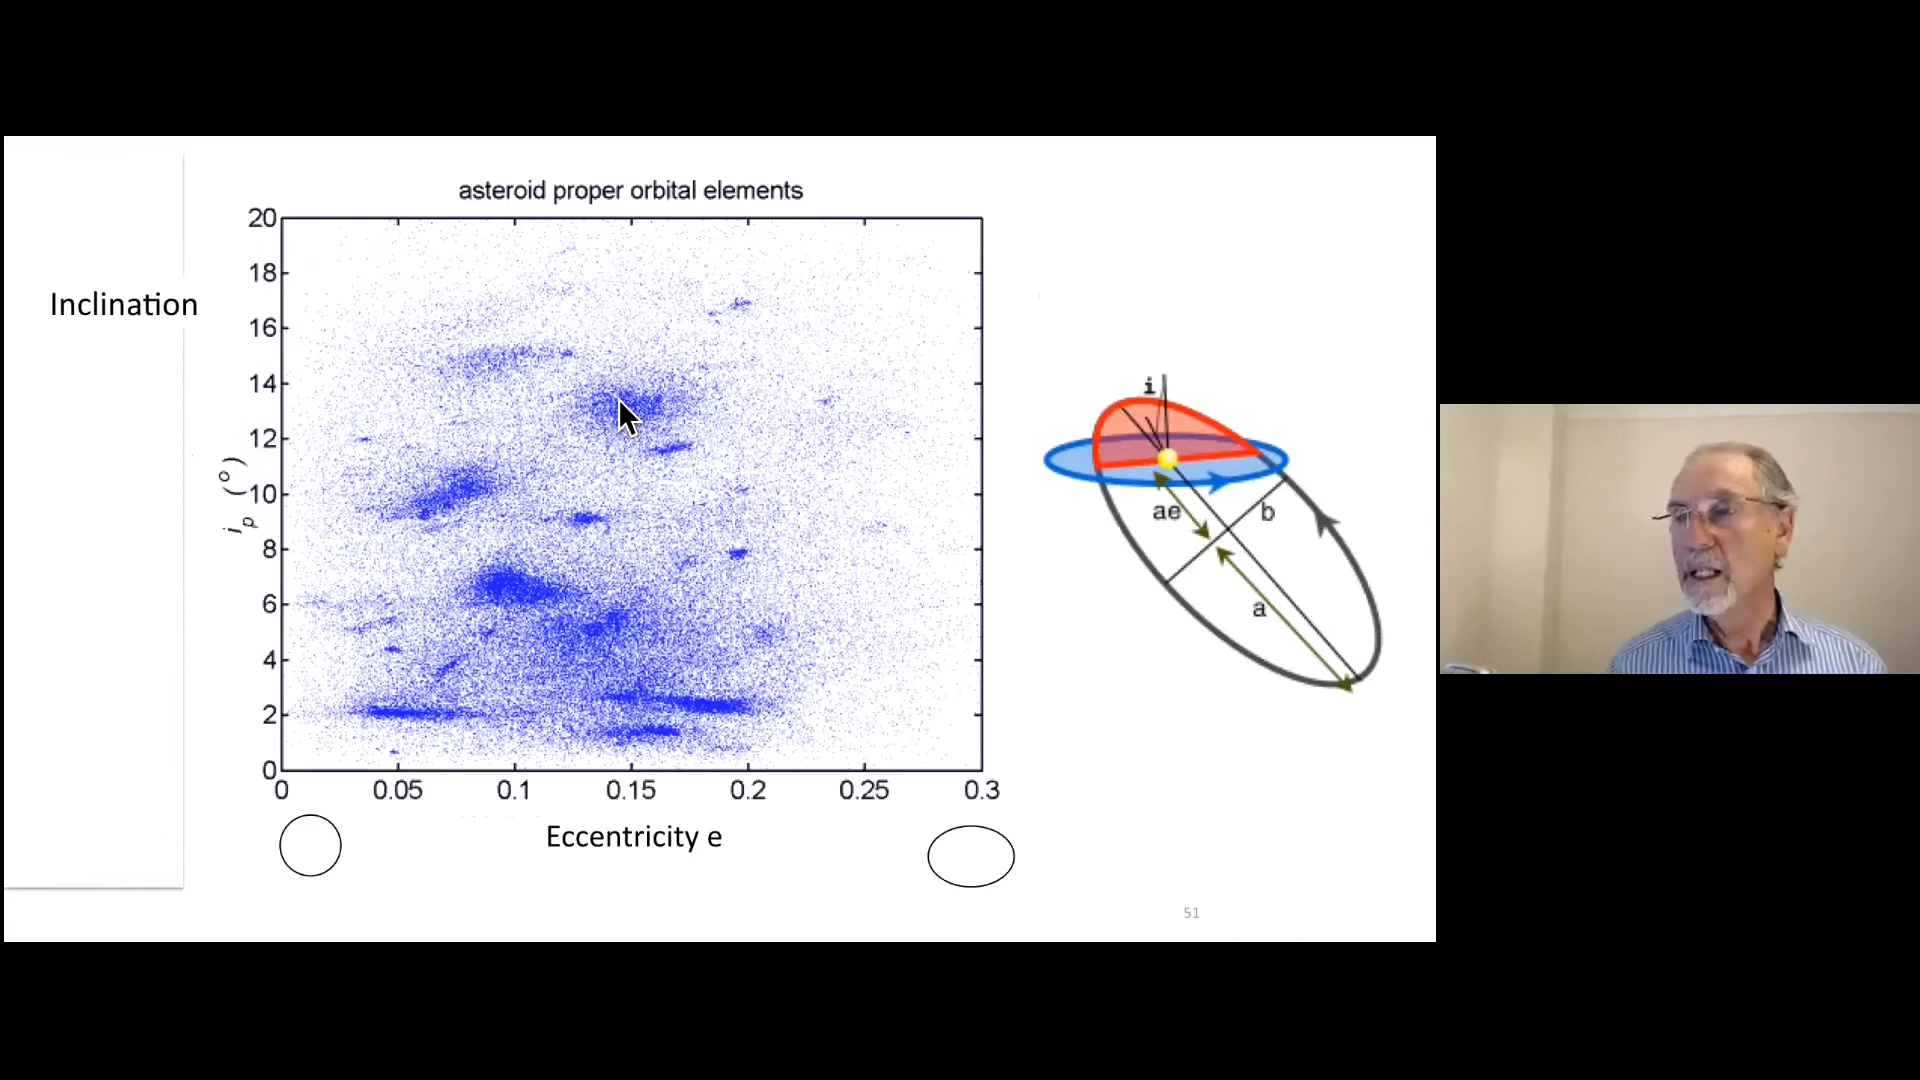 asteroid proper orbital elements
Inclination
i_p (°)
20
18
16
14
12
10
8
6
4
2
0
0 0.05 0.1 0.15 0.2 0.25 0.3
Eccentricity e
i
ae
b
a
51